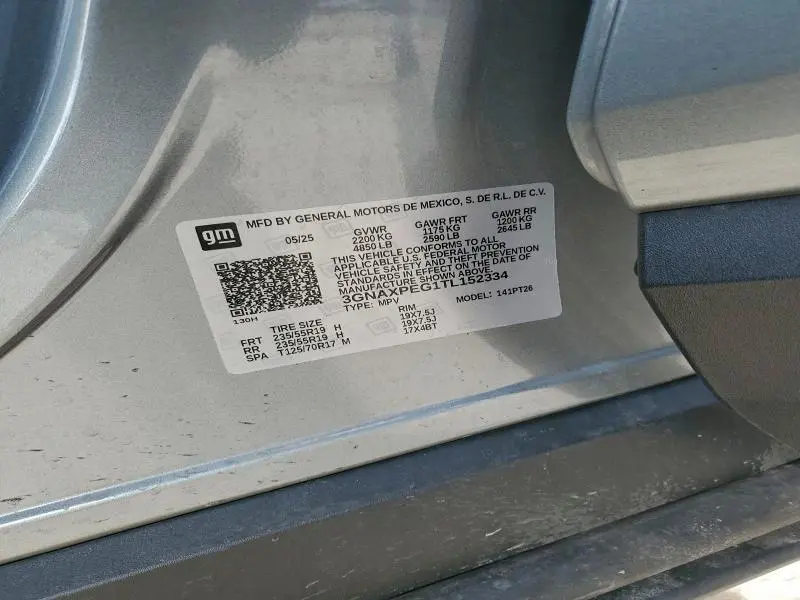 gm
MFD BY GENERAL MOTORS DE MEXICO, S. DE R.L. DE C.V.
05/25 GVWR GAWR FRT GAWR RR
2200 KG 1175 KG 1200 KG
4850 LB 2590 LB 2645 LB
THIS VEHICLE CONFORMS TO ALL
APPLICABLE U.S. FEDERAL MOTOR
VEHICLE SAFETY AND THEFT PREVENTION
STANDARDS IN EFFECT ON THE DATE OF
MANUFACTURE SHOWN ABOVE.
3GNAXPEG1TL152334
TYPE: MPV MODEL: 141PT26
130H
TIRE SIZE RIM
FRT 235/55R19 H 19X7.5J
RR 235/55R19 H 19X7.5J
SPA T125/70R17 M 17X4BT